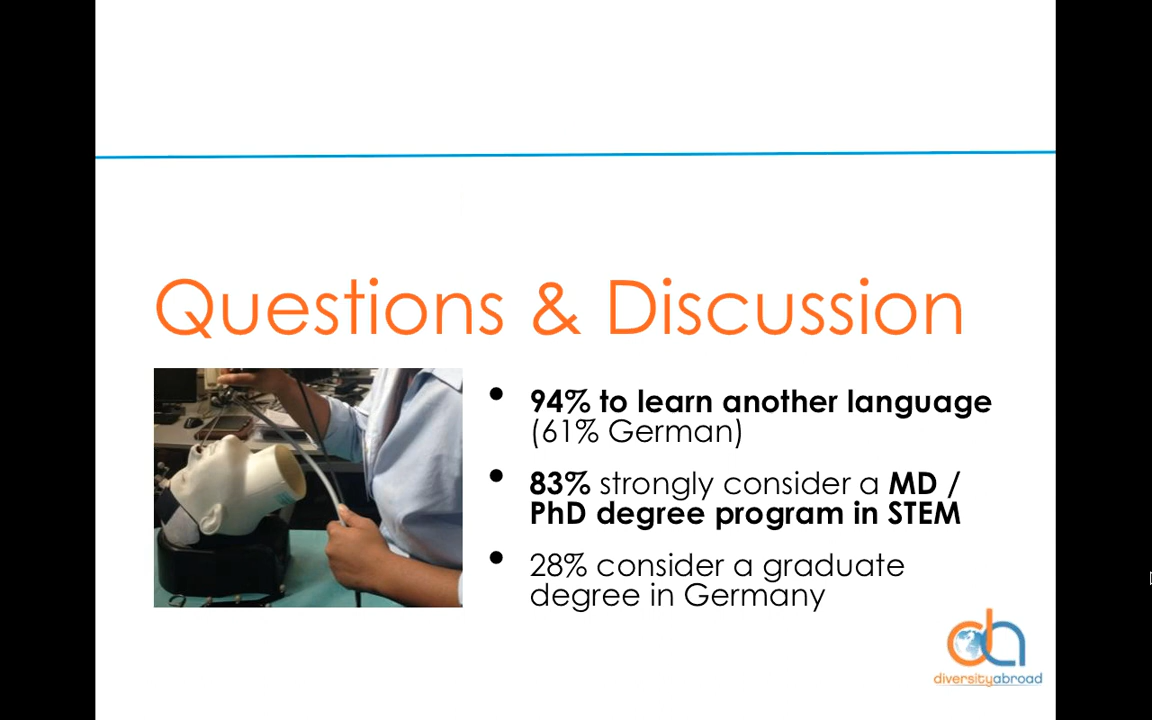 Questions & Discussion
• 94% to learn another language
(61% German)
• 83% strongly consider a MD /
PhD degree program in STEM
• 28% consider a graduate
degree in Germany
da
diversityabroad